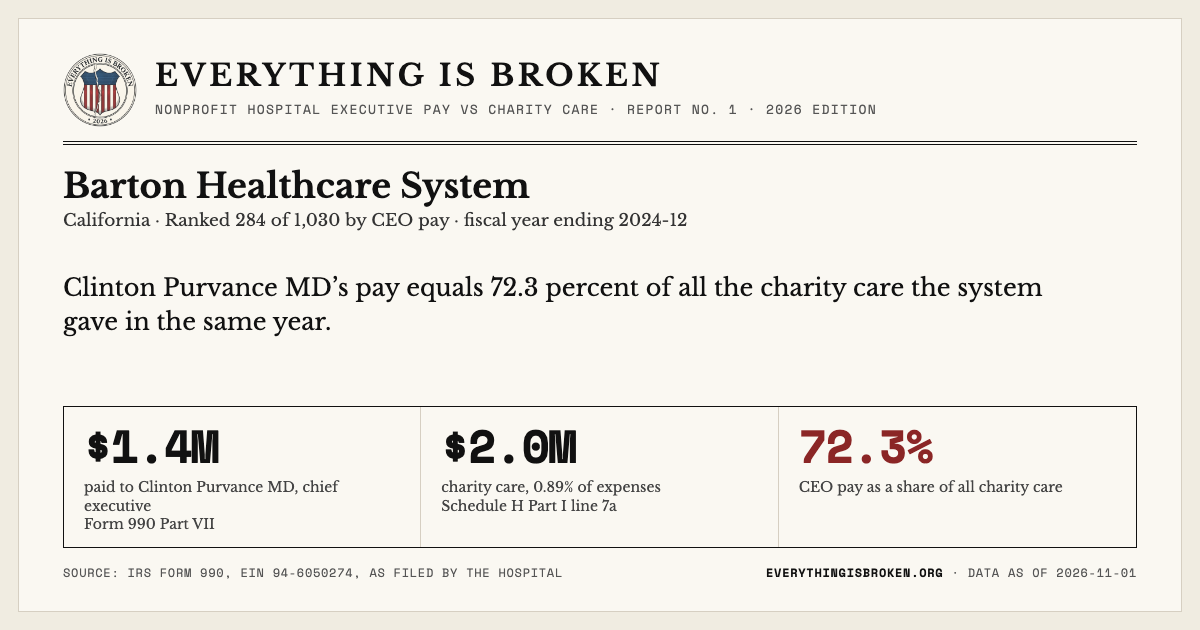 EVERYTHING IS BROKEN
· 2026 ·
EVERYTHING IS BROKEN
NONPROFIT HOSPITAL EXECUTIVE PAY VS CHARITY CARE · REPORT NO. 1 · 2026 EDITION
Barton Healthcare System
California · Ranked 284 of 1,030 by CEO pay · fiscal year ending 2024-12
Clinton Purvance MD’s pay equals 72.3 percent of all the charity care the system
gave in the same year.
$1.4M
paid to Clinton Purvance MD, chief
executive
Form 990 Part VII
$2.0M
charity care, 0.89% of expenses
Schedule H Part I line 7a
72.3%
CEO pay as a share of all charity care
SOURCE: IRS FORM 990, EIN 94-6050274, AS FILED BY THE HOSPITAL
EVERYTHINGISBROKEN.ORG · DATA AS OF 2026-11-01